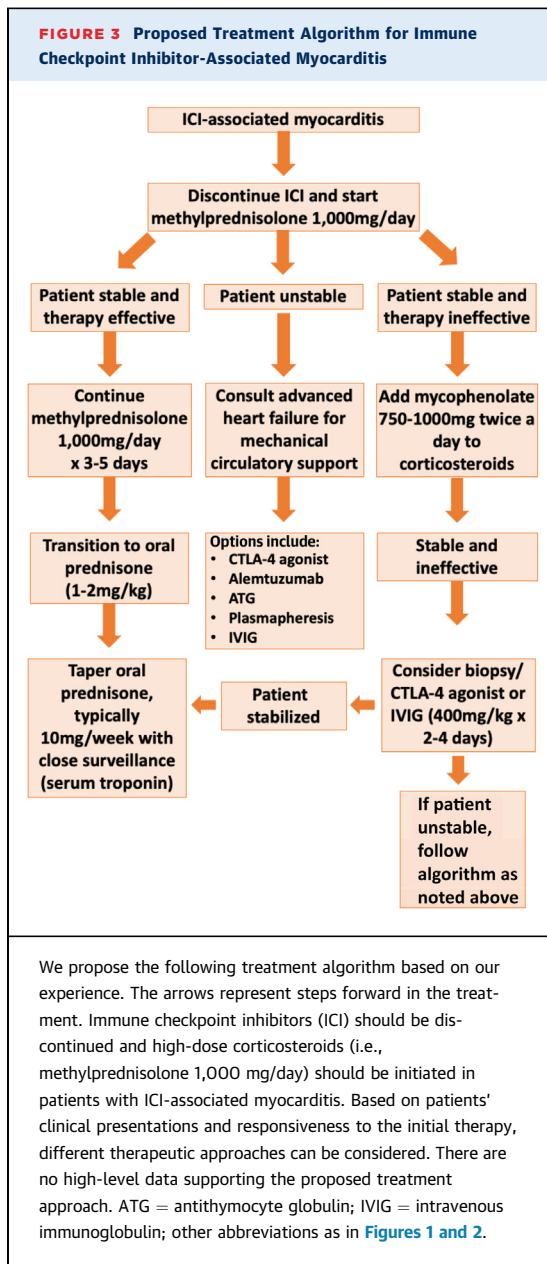 FIGURE 3 Proposed Treatment Algorithm for Immune
Checkpoint Inhibitor-Associated Myocarditis
ICI-associated myocarditis
Discontinue ICI and start
methylprednisolone 1,000mg/day
Patient stable and
therapy effective
Patient unstable
Patient stable and
therapy ineffective
Continue
methylprednisolone
1,000mg/day
x 3-5 days
Consult advanced
heart failure for
mechanical
circulatory support
Add mycophenolate
750-1000mg twice a
day to
corticosteroids
Transition to oral
prednisone
(1-2mg/kg)
Options include:
• CTLA-4 agonist
• Alemtuzumab
• ATG
• Plasmapheresis
• IVIG
Stable and
ineffective
Taper oral
prednisone,
typically
10mg/week with
close surveillance
(serum troponin)
Patient
stabilized
Consider biopsy/
CTLA-4 agonist or
IVIG (400mg/kg x
2-4 days)
If patient
unstable,
follow
algorithm as
noted above
We propose the following treatment algorithm based on our
experience. The arrows represent steps forward in the treat-
ment. Immune checkpoint inhibitors (ICI) should be dis-
continued and high-dose corticosteroids (i.e.,
methylprednisolone 1,000 mg/day) should be initiated in
patients with ICI-associated myocarditis. Based on patients'
clinical presentations and responsiveness to the initial therapy,
different therapeutic approaches can be considered. There are
no high-level data supporting the proposed treatment
approach. ATG = antithymocyte globulin; IVIG = intravenous
immunoglobulin; other abbreviations as in Figures 1 and 2.